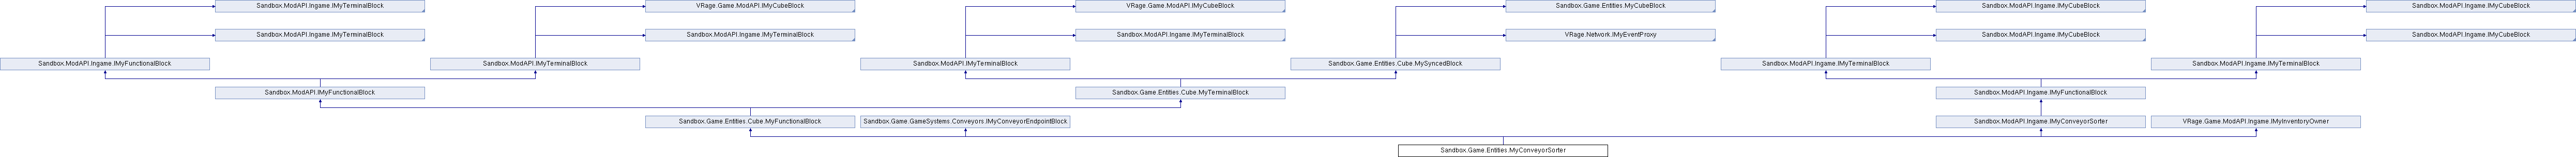 Sandbox.ModAPI.Ingame.IMyTerminalBlock
VRage.Game.ModAPI.IMyCubeBlock
VRage.Game.ModAPI.IMyCubeBlock
Sandbox.Game.Entities.MyCubeBlock
Sandbox.ModAPI.Ingame.IMyCubeBlock
Sandbox.ModAPI.Ingame.IMyCubeBlock
Sandbox.ModAPI.Ingame.IMyTerminalBlock
Sandbox.ModAPI.Ingame.IMyTerminalBlock
Sandbox.ModAPI.Ingame.IMyTerminalBlock
VRage.Network.IMyEventProxy
Sandbox.ModAPI.Ingame.IMyCubeBlock
Sandbox.ModAPI.Ingame.IMyCubeBlock
Sandbox.ModAPI.Ingame.IMyFunctionalBlock
Sandbox.ModAPI.IMyTerminalBlock
Sandbox.ModAPI.IMyTerminalBlock
Sandbox.Game.Entities.Cube.MySyncedBlock
Sandbox.ModAPI.Ingame.IMyTerminalBlock
Sandbox.ModAPI.Ingame.IMyTerminalBlock
Sandbox.ModAPI.IMyFunctionalBlock
Sandbox.Game.Entities.Cube.MyTerminalBlock
Sandbox.ModAPI.Ingame.IMyFunctionalBlock
Sandbox.Game.Entities.Cube.MyFunctionalBlock
Sandbox.Game.GameSystems.Conveyors.IMyConveyorEndpointBlock
Sandbox.ModAPI.Ingame.IMyConveyorSorter
VRage.Game.ModAPI.Ingame.IMyInventoryOwner
Sandbox.Game.Entities.MyConveyorSorter